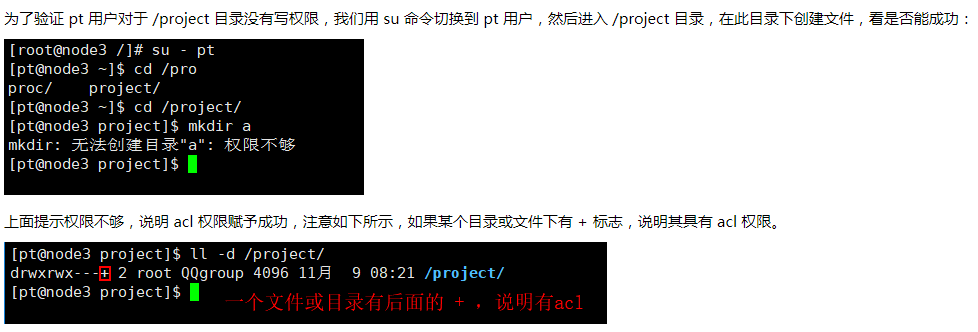 为了验证 pt 用户对于 /project 目录没有写权限，我们用 su 命令切换到 pt 用户，然后进入 /project 目录，在此目录下创建文件，看是否能成功：
[root@node3 /]# su - pt
[pt@node3 ~]$ cd /pro
proc/    project/
[pt@node3 ~]$ cd /project/
[pt@node3 project]$ mkdir a
mkdir: 无法创建目录"a": 权限不够
[pt@node3 project]$
上面提示权限不够，说明 acl 权限赋予成功，注意如下所示，如果某个目录或文件下有 + 标志，说明其具有 acl 权限。
[pt@node3 project]$ ll -d /project/
drwxrwx---+ 2 root QQgroup 4096 11月  9 08:21 /project/
[pt@node3 project]$
一个文件或目录有后面的 + ，说明有acl